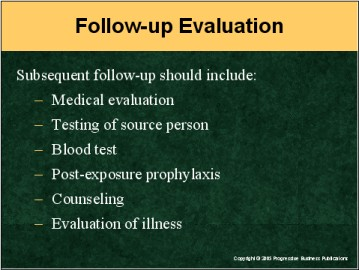 Follow-up Evaluation
Subsequent follow-up should include:
– Medical evaluation
– Testing of source person
– Blood test
– Post-exposure prophylaxis
– Counseling
– Evaluation of illness
Copyright © 2003 Progressive Business Publications